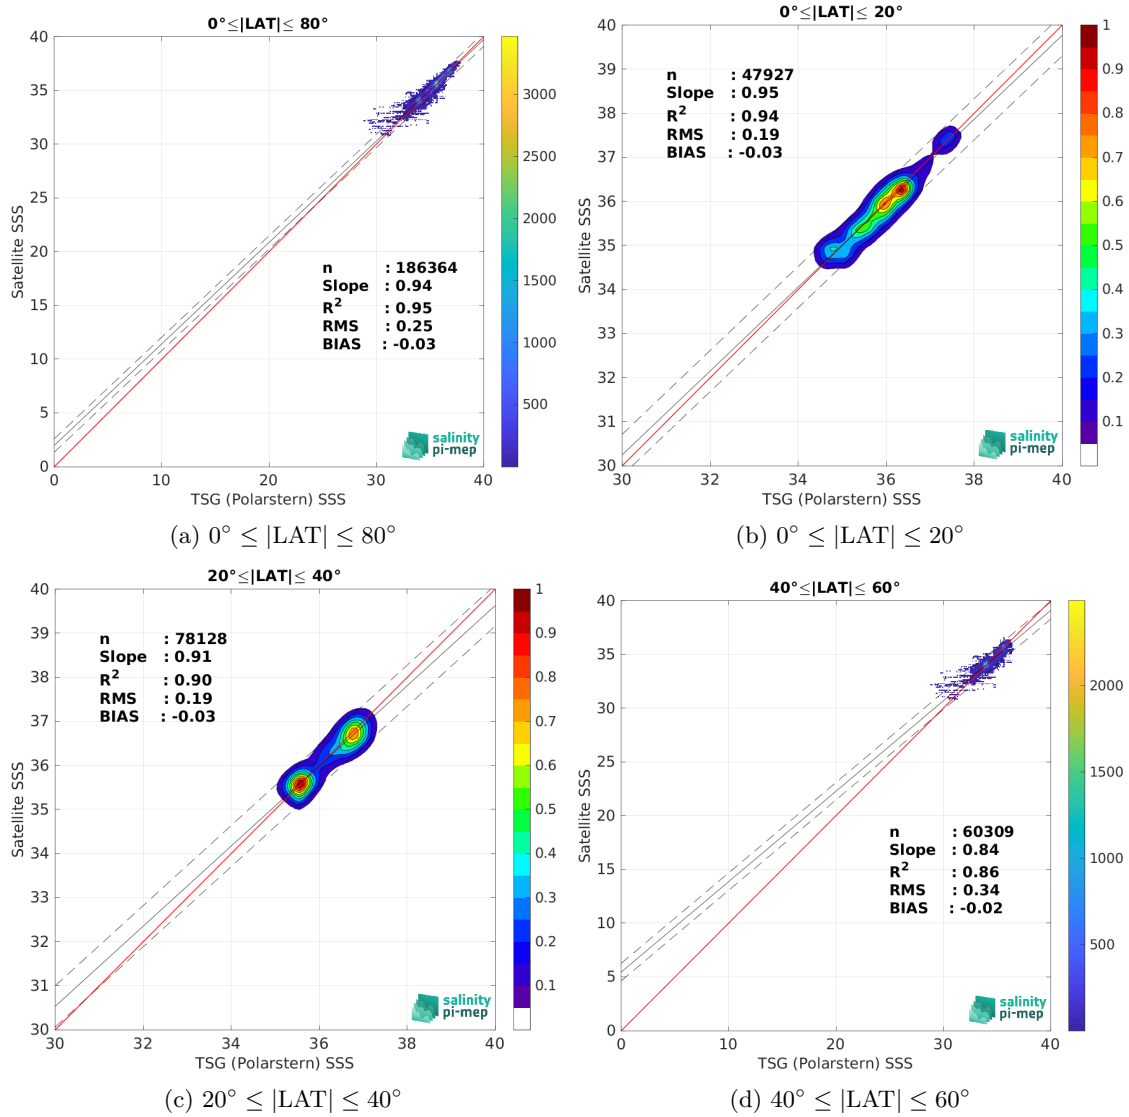 0°≤|LAT|≤ 80°
40
35
30
25
20
15
10
5
0
0
10
20
30
40
Satellite SSS
TSG (Polarstern) SSS
n : 186364
Slope : 0.94
R² : 0.95
RMS : 0.25
BIAS : -0.03
3000
2500
2000
1500
1000
500
salinity
pi-mep
(a) 0° ≤ |LAT| ≤ 80°
0°≤|LAT|≤ 20°
40
39
38
37
36
35
34
33
32
31
30
30
32
34
36
38
40
Satellite SSS
TSG (Polarstern) SSS
n : 47927
Slope : 0.95
R² : 0.94
RMS : 0.19
BIAS : -0.03
1
0.9
0.8
0.7
0.6
0.5
0.4
0.3
0.2
0.1
salinity
pi-mep
(b) 0° ≤ |LAT| ≤ 20°
20°≤|LAT|≤ 40°
40
39
38
37
36
35
34
33
32
31
30
30
32
34
36
38
40
Satellite SSS
TSG (Polarstern) SSS
n : 78128
Slope : 0.91
R² : 0.90
RMS : 0.19
BIAS : -0.03
1
0.9
0.8
0.7
0.6
0.5
0.4
0.3
0.2
0.1
salinity
pi-mep
(c) 20° ≤ |LAT| ≤ 40°
40°≤|LAT|≤ 60°
40
35
30
25
20
15
10
5
0
0
10
20
30
40
Satellite SSS
TSG (Polarstern) SSS
n : 60309
Slope : 0.84
R² : 0.86
RMS : 0.34
BIAS : -0.02
2000
1500
1000
500
salinity
pi-mep
(d) 40° ≤ |LAT| ≤ 60°